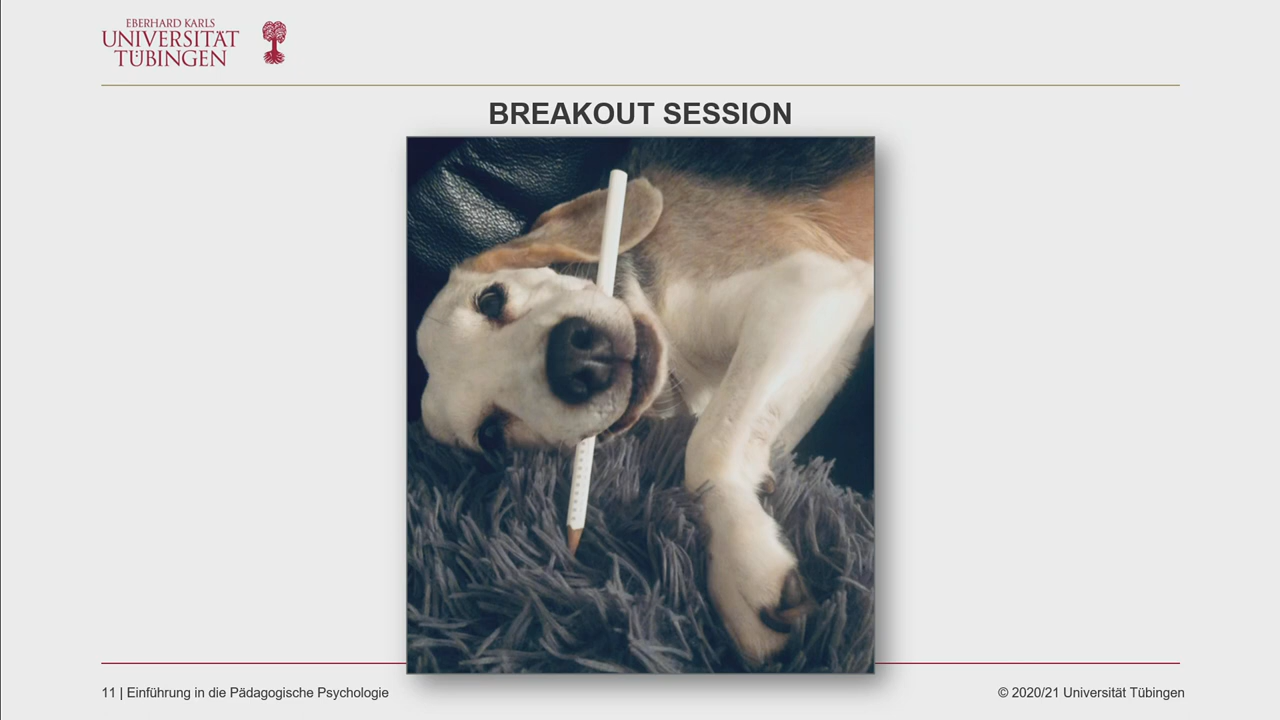 EBERHARD KARLS
UNIVERSITÄT
TÜBINGEN
BREAKOUT SESSION
11 | Einführung in die Pädagogische Psychologie
© 2020/21 Universität Tübingen